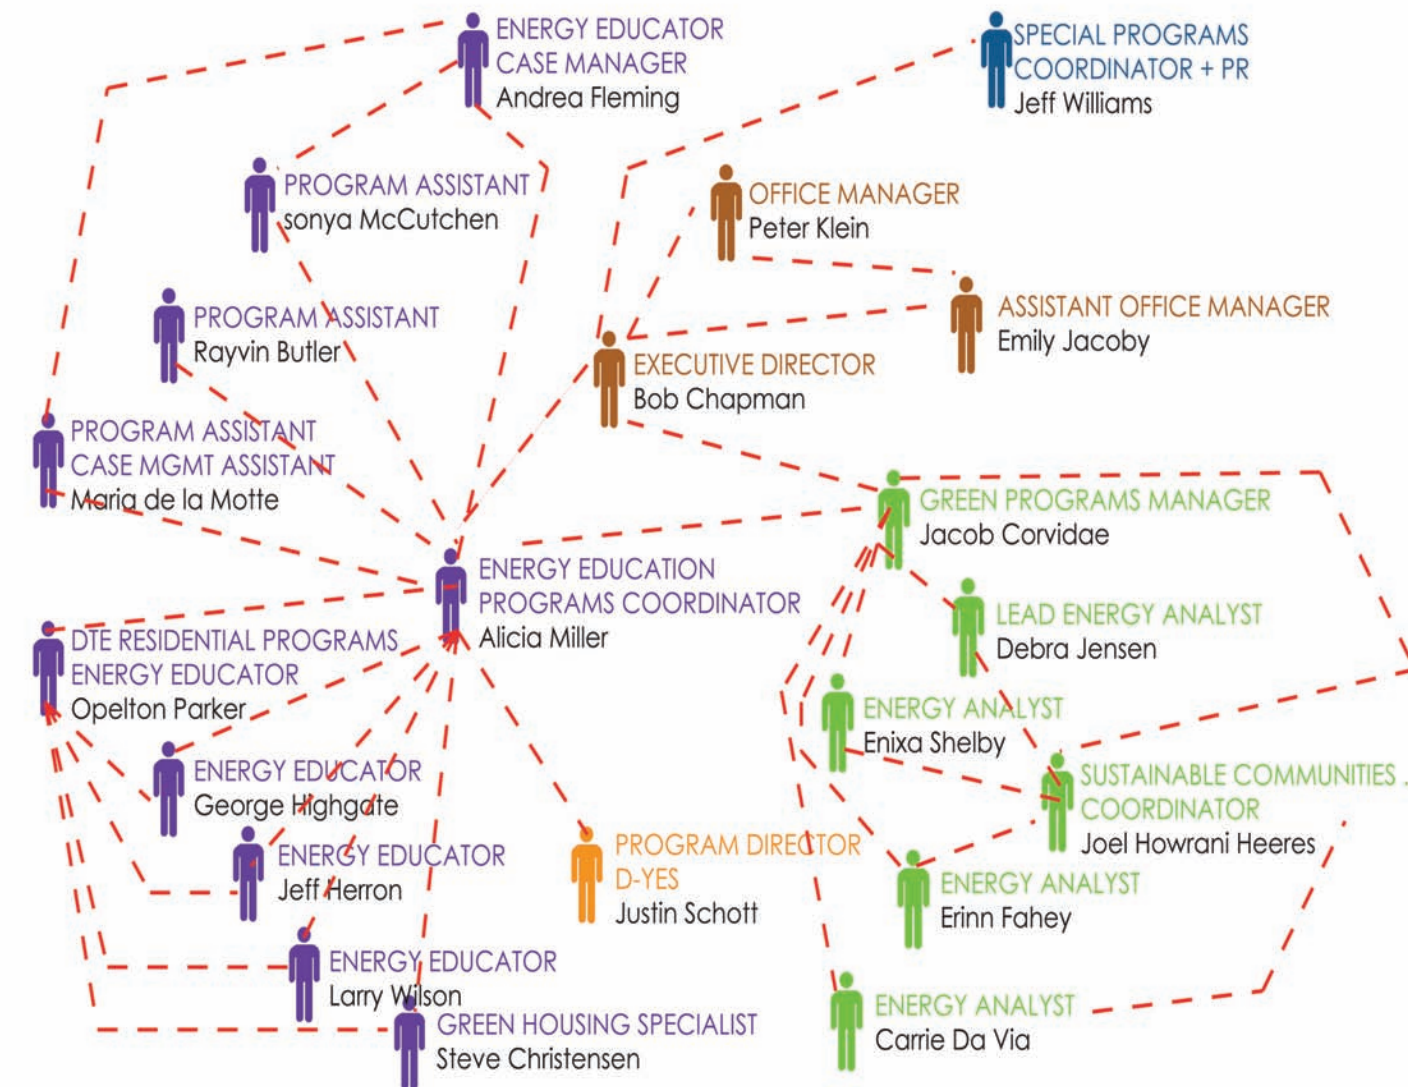 ENERGY EDUCATOR
CASE MANAGER
Andrea Fleming
SPECIAL PROGRAMS
COORDINATOR + PR
Jeff Williams
PROGRAM ASSISTANT
sonya McCutchen
OFFICE MANAGER
Peter Klein
PROGRAM ASSISTANT
Rayvin Butler
ASSISTANT OFFICE MANAGER
Emily Jacoby
EXECUTIVE DIRECTOR
Bob Chapman
PROGRAM ASSISTANT
CASE MGMT ASSISTANT
Maria de la Motte
GREEN PROGRAMS MANAGER
Jacob Corvidae
ENERGY EDUCATION
PROGRAMS COORDINATOR
Alicia Miller
LEAD ENERGY ANALYST
Debra Jensen
DTE RESIDENTIAL PROGRAMS
ENERGY EDUCATOR
Opelton Parker
ENERGY ANALYST
Enixa Shelby
ENERGY EDUCATOR
George Highgate
SUSTAINABLE COMMUNITIES
COORDINATOR
Joel Howrani Heeres
ENERGY EDUCATOR
Jeff Herron
PROGRAM DIRECTOR
D-YES
Justin Schott
ENERGY ANALYST
Erinn Fahey
ENERGY EDUCATOR
Larry Wilson
ENERGY ANALYST
Carrie Da Via
GREEN HOUSING SPECIALIST
Steve Christensen